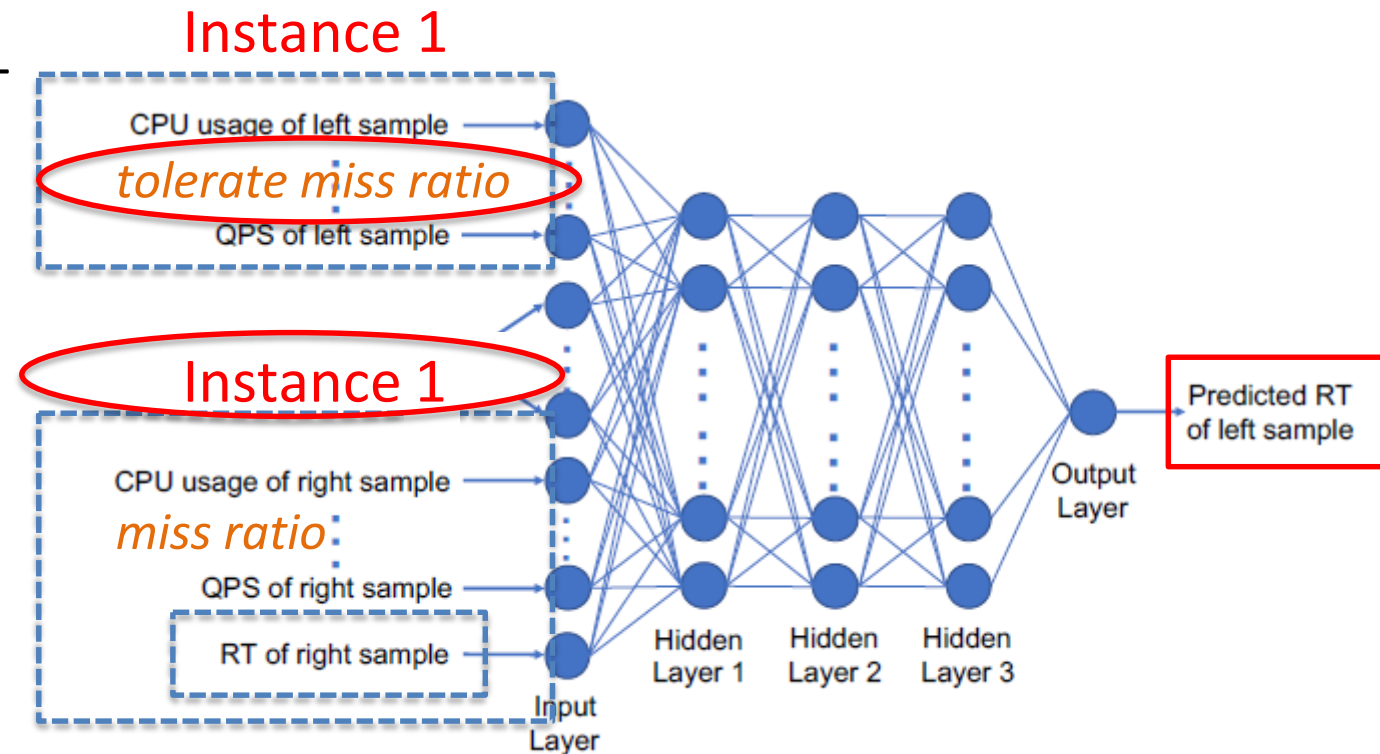 Instance 1
CPU usage of left sample
tolerate miss ratio
QPS of left sample
Instance 1
CPU usage of right sample
miss ratio
QPS of right sample
RT of right sample
Input
Layer
Hidden
Layer 1
Hidden
Layer 2
Hidden
Layer 3
Output
Layer
Predicted RT
of left sample